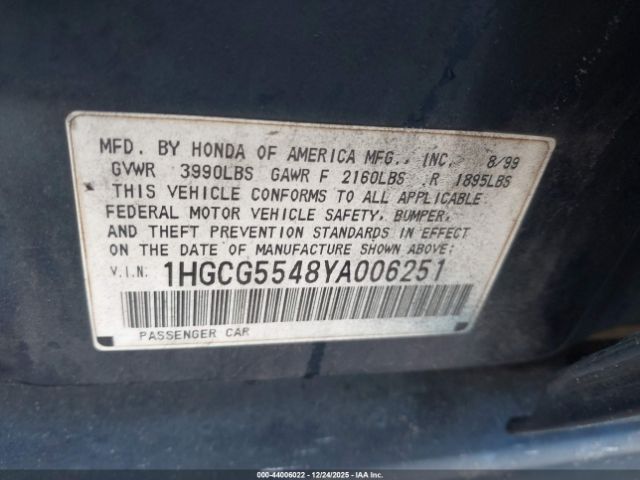 MFD. BY HONDA OF AMERICA MFG., INC. 8/99
GVWR 3990LBS GAWR F 2160LBS R 1895LBS
THIS VEHICLE CONFORMS TO ALL APPLICABLE
FEDERAL MOTOR VEHICLE SAFETY, BUMPER,
AND THEFT PREVENTION STANDARDS IN EFFECT
ON THE DATE OF MANUFACTURE SHOWN ABOVE:
V.I.N. 1HGCG5548YA006251
PASSENGER CAR
000-44006022 - 12/24/2025 - IAAI.COM